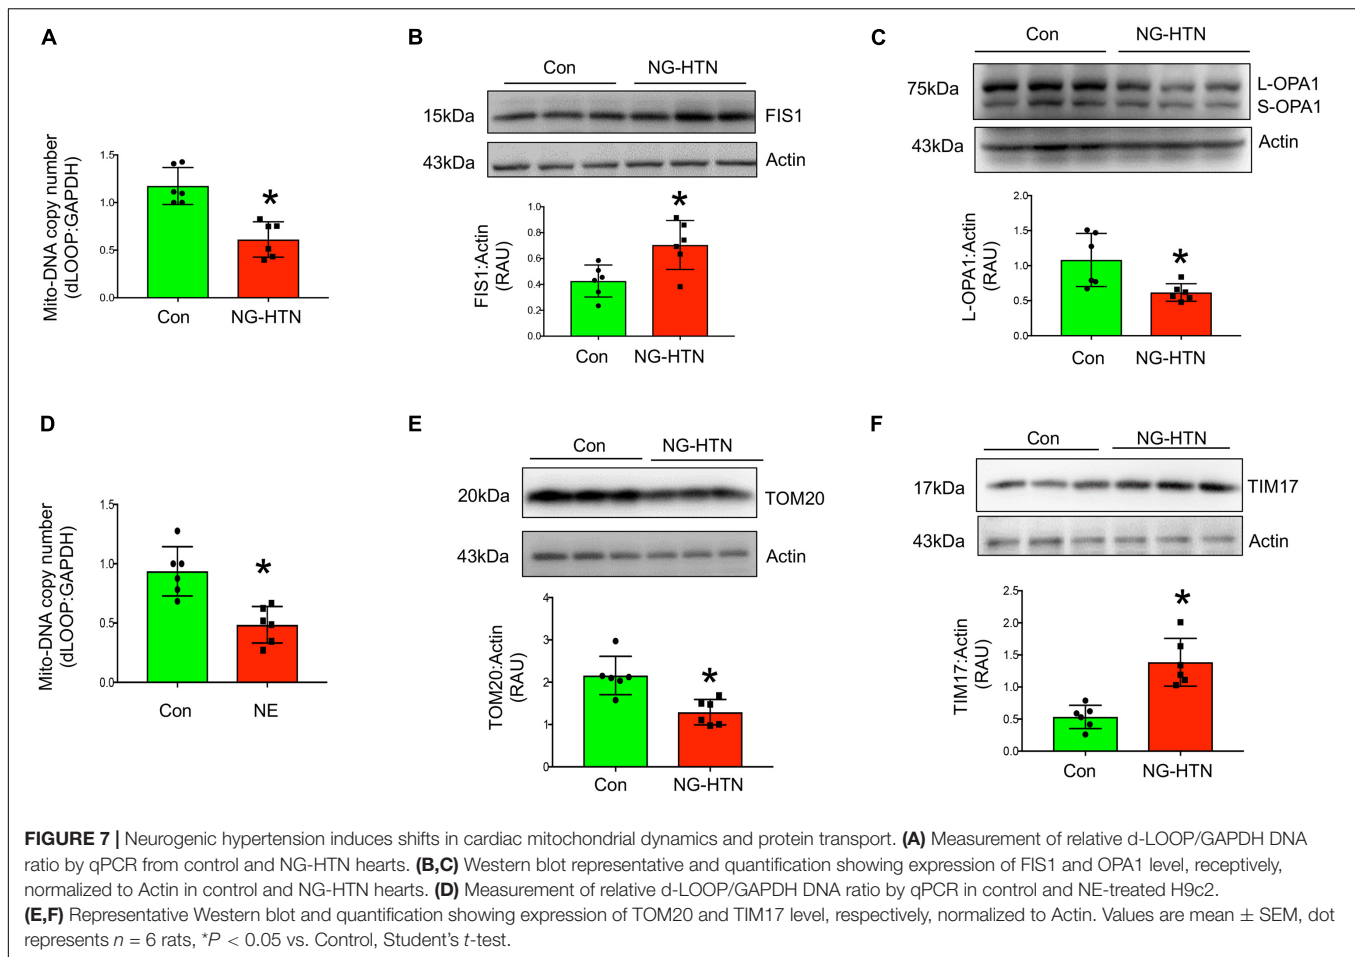 A
Mito-DNA copy number
(dLOOP:GAPDH)
1.5
1.0
0.5
0.0
*
Con
NG-HTN
B
Con
NG-HTN
15kDa
FIS1
43kDa
Actin
FIS1:Actin
(RAU)
1.0
0.8
0.6
0.4
0.2
0.0
*
Con
NG-HTN
C
Con
NG-HTN
75kDa
L-OPA1
S-OPA1
43kDa
Actin
L-OPA1:Actin
(RAU)
2.0
1.5
1.0
0.5
0.0
*
Con
NG-HTN
D
Mito-DNA copy number
(dLOOP:GAPDH)
1.5
1.0
0.5
0.0
*
Con
NE
E
Con
NG-HTN
20kDa
TOM20
43kDa
Actin
TOM20:Actin
(RAU)
4
3
2
1
0
*
Con
NG-HTN
F
Con
NG-HTN
17kDa
TIM17
43kDa
Actin
TIM17:Actin
(RAU)
2.5
2.0
1.5
1.0
0.5
0.0
*
Con
NG-HTN
FIGURE 7 | Neurogenic hypertension induces shifts in cardiac mitochondrial dynamics and protein transport. (A) Measurement of relative d-LOOP/GAPDH DNA
ratio by qPCR from control and NG-HTN hearts. (B,C) Western blot representative and quantification showing expression of FIS1 and OPA1 level, receptively,
normalized to Actin in control and NG-HTN hearts. (D) Measurement of relative d-LOOP/GAPDH DNA ratio by qPCR in control and NE-treated H9c2.
(E,F) Representative Western blot and quantification showing expression of TOM20 and TIM17 level, respectively, normalized to Actin. Values are mean ± SEM, dot
represents n = 6 rats, *P < 0.05 vs. Control, Student's t-test.